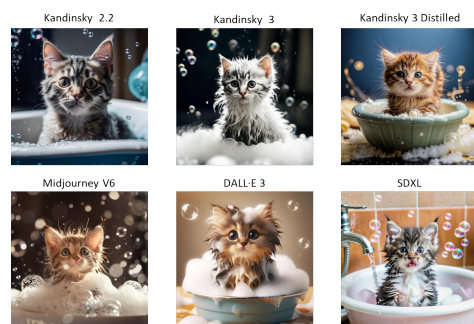 Kandinsky 2.2
Kandinsky 3
Kandinsky 3 Distilled
Midjourney V6
DALL·E 3
SDXL